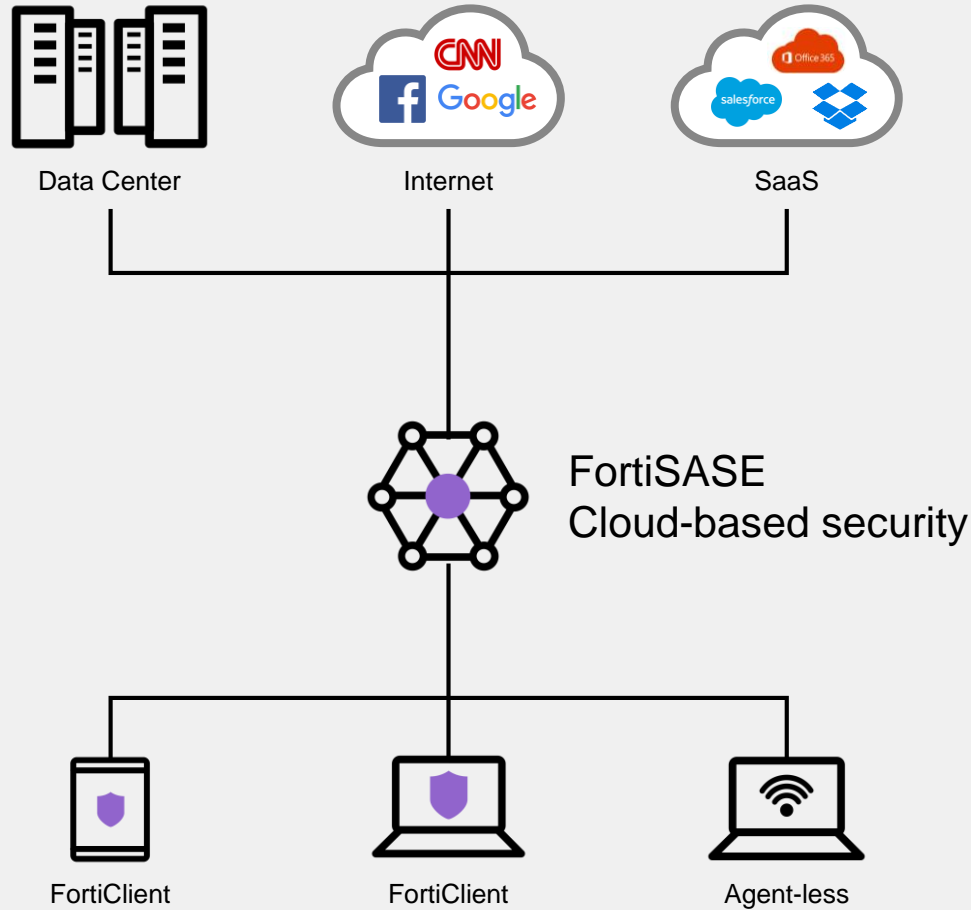 CNN
Google
Office 365
salesforce
Data Center
Internet
SaaS
FortiSASE
Cloud-based security
FortiClient
FortiClient
Agent-less